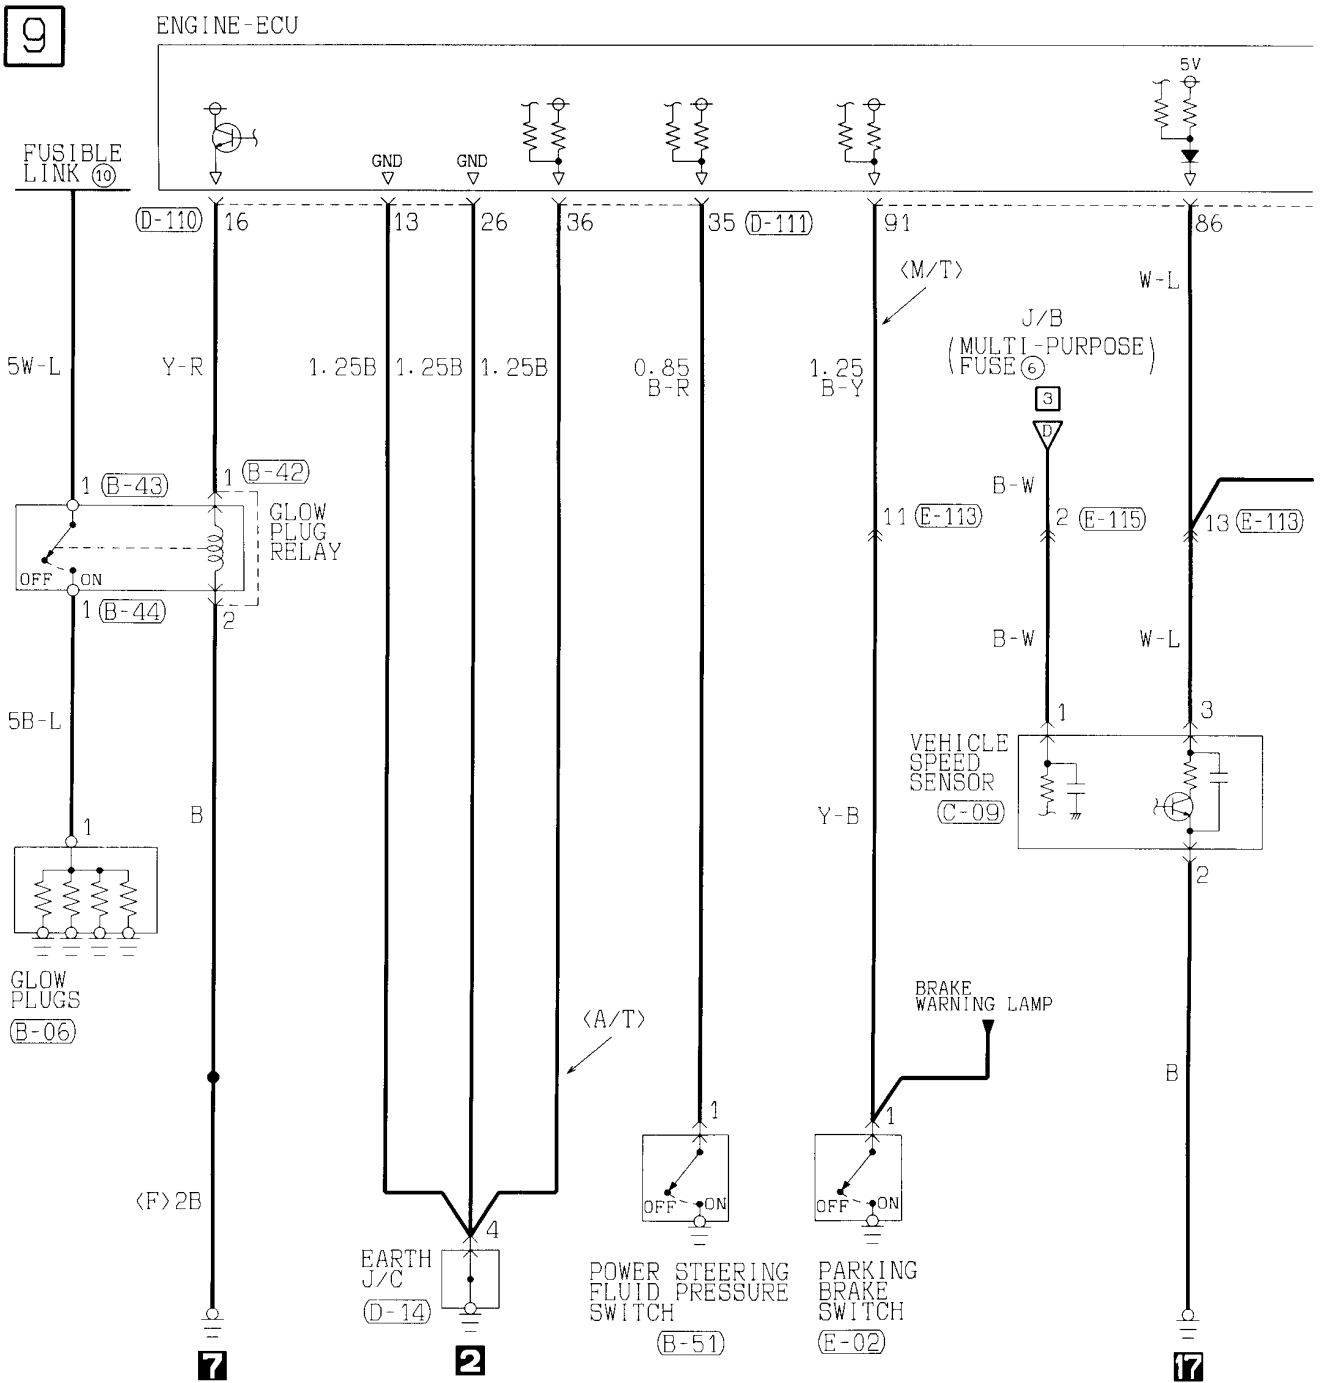 9
ENGINE-ECU
5V
FUSIBLE
LINK ⑩
GND
GND
D-110
16
13
26
36
35
D-111
91
86
<M/T>
W-L
J/B
(MULTI-PURPOSE)
FUSE⑥
5W-L
Y-R
1.25B
1.25B
1.25B
0.85
B-R
1.25
B-Y
3
D
B-W
1
B-43
1
B-42
GLOW
PLUG
RELAY
11
E-113
2
E-115
13
E-113
OFF
ON
1
B-44
2
B-W
W-L
5B-L
1
3
VEHICLE
SPEED
SENSOR
C-09
B
Y-B
1
2
GLOW
PLUGS
B-06
BRAKE
WARNING LAMP
<A/T>
B
1
1
<F>2B
OFF
ON
OFF
ON
4
EARTH
J/C
D-14
POWER STEERING
FLUID PRESSURE
SWITCH
B-51
PARKING
BRAKE
SWITCH
E-02
7
2
17